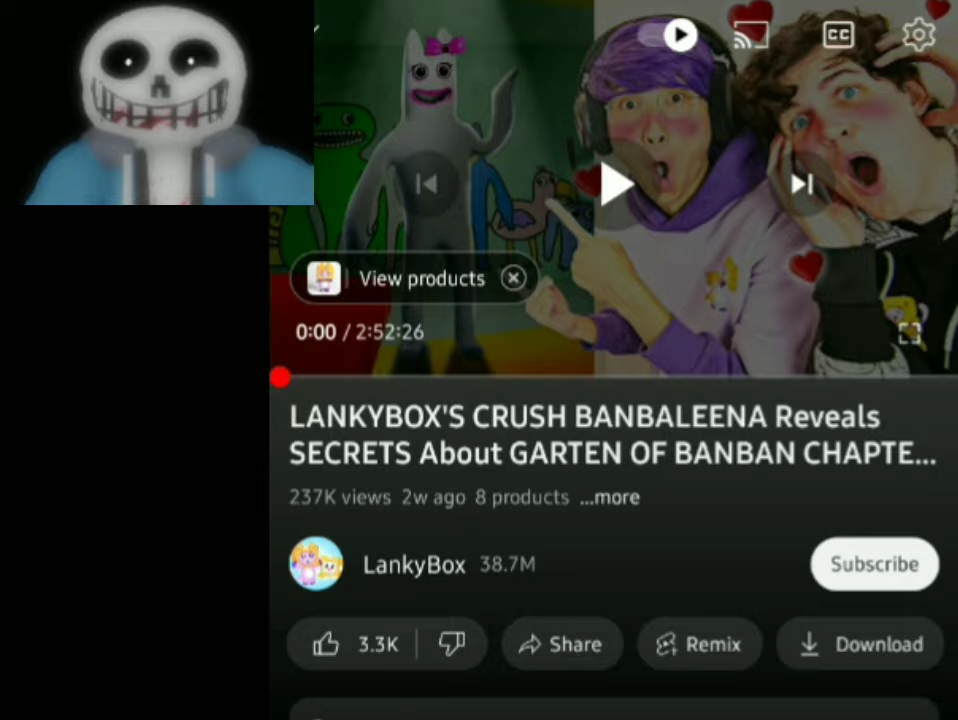 CC
View products
0:00 / 2:52:26
LANKYBOX'S CRUSH BANBALEENA Reveals
SECRETS About GARTEN OF BANBAN CHAPTE...
237K views 2w ago 8 products ...more
LankyBox 38.7M
Subscribe
3.3K
Share
Remix
Download